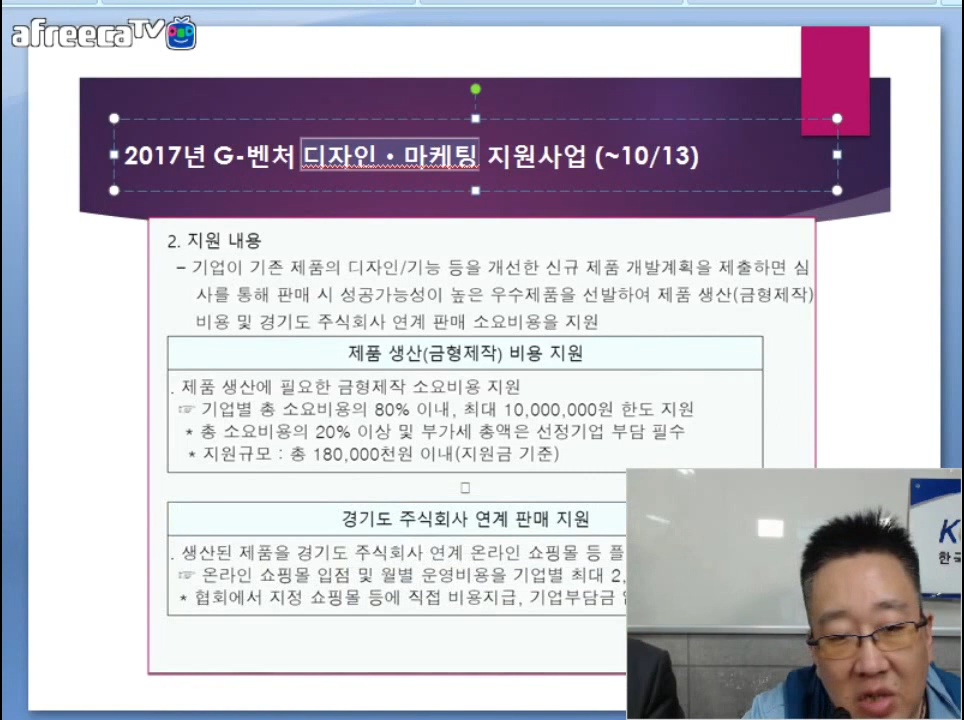 afreecaTV
2017년 G-벤처 디자인·마케팅 지원사업 (~10/13)
2. 지원 내용
– 기업이 기존 제품의 디자인/기능 등을 개선한 신규 제품 개발계획을 제출하면 심
사를 통해 판매 시 성공가능성이 높은 우수제품을 선발하여 제품 생산(금형제작)
비용 및 경기도 주식회사 연계 판매 소요비용을 지원
제품 생산(금형제작) 비용 지원
. 제품 생산에 필요한 금형제작 소요비용 지원
☞ 기업별 총 소요비용의 80% 이내, 최대 10,000,000원 한도 지원
* 총 소요비용의 20% 이상 및 부가세 총액은 선정기업 부담 필수
* 지원규모 : 총 180,000천원 이내(지원금 기준)
경기도 주식회사 연계 판매 지원
. 생산된 제품을 경기도 주식회사 연계 온라인 쇼핑몰 등 플
☞ 온라인 쇼핑몰 입점 및 월별 운영비용을 기업별 최대 2,
* 협회에서 지정 쇼핑몰 등에 직접 비용지급, 기업부담금
K
한국